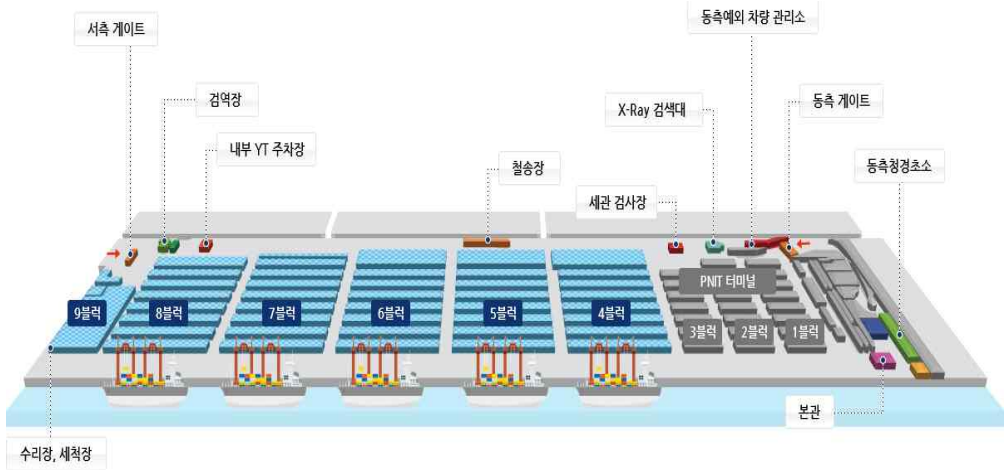 동측예외 차량 관리소
서측 게이트
검역장
X-Ray 검색대
동측 게이트
내부 YT 주차장
철송장
동측청경초소
세관 검사장
PNIT 터미널
9블럭
8블럭
7블럭
6블럭
5블럭
4블럭
3블럭
2블럭
1블럭
본관
수리장, 세척장